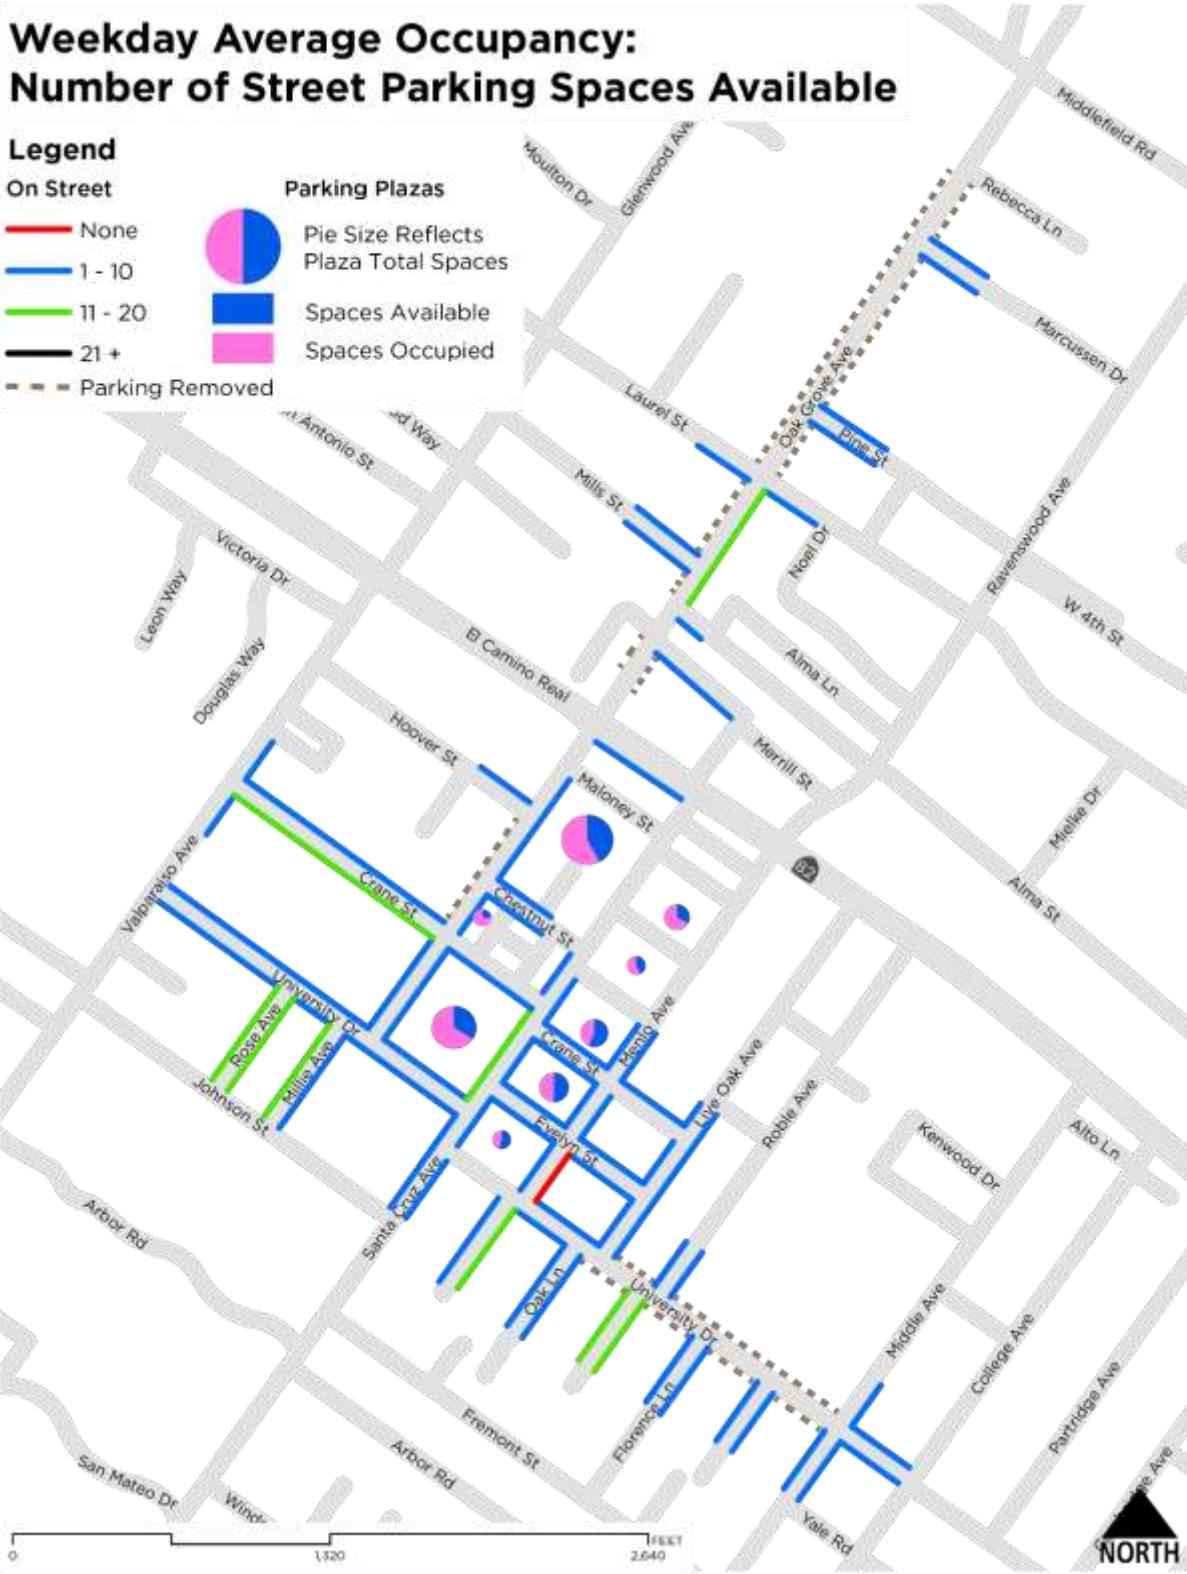 Weekday Average Occupancy:
Number of Street Parking Spaces Available
Legend
On Street
None
1 - 10
11 - 20
21 +
Parking Removed
Parking Plazas
Pie Size Reflects
Plaza Total Spaces
Spaces Available
Spaces Occupied
Middlefield Rd
Moulton Dr
Glenwood Ave
Rebecca Ln
Marcussen Dr
Oak Grove Ave
Laurel St
Pine St
Antonio St
Way
Mills St
Ravenswood Ave
Noel Dr
Victoria Dr
Leon Way
W 4th St
Douglas Way
El Camino Real
Alma Ln
Hoover St
Merrill St
Maloney St
Mielke Dr
82
Valparaiso Ave
Crane St
Chestnut St
Alma St
University Dr
Rose Ave
Millie Ave
Johnson St
Crane St
Menlo Ave
Live Oak Ave
Roble Ave
Evelyn St
Kenwood Dr
Alto Ln
Arbor Rd
Santa Cruz Ave
Oak Ln
University Dr
Middle Ave
College Ave
Partridge Ave
Florence Ln
Fremont St
Arbor Rd
San Mateo Dr
Yale Rd
Ave
NORTH
0
1,320
2,640
FEET